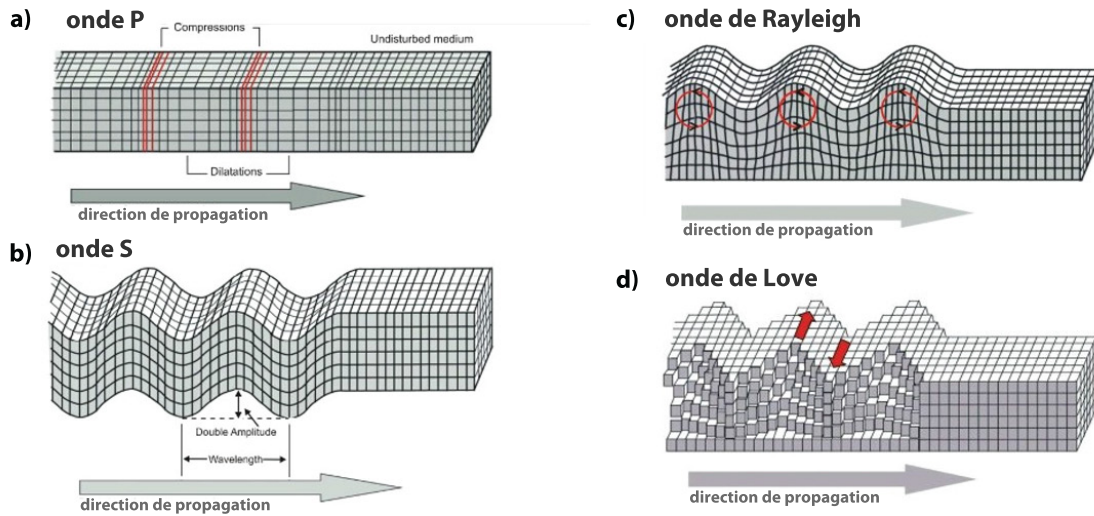 a) onde P
Compressions
Undisturbed medium
Dilatations
direction de propagation
b) onde S
Double Amplitude
Wavelength
direction de propagation
c) onde de Rayleigh
direction de propagation
d) onde de Love
direction de propagation